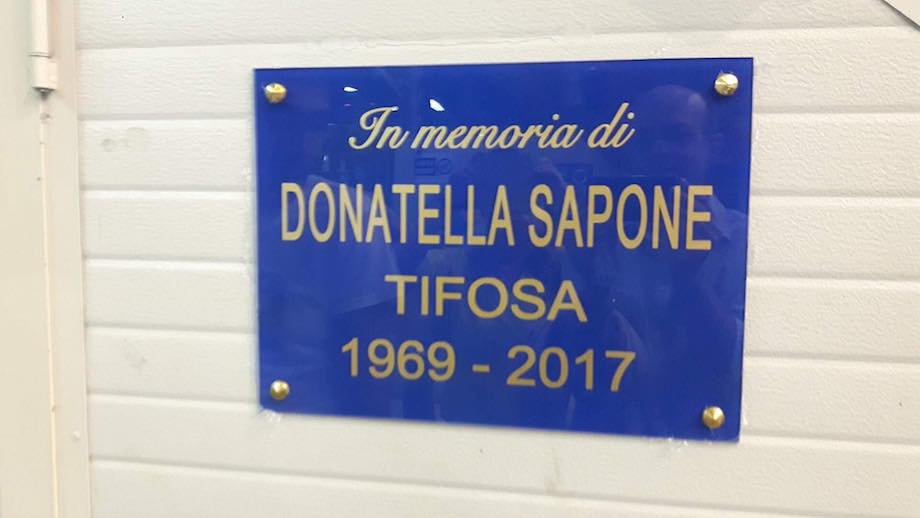 In memoria di
DONATELLA SAPONE
TIFOSA
1969 - 2017